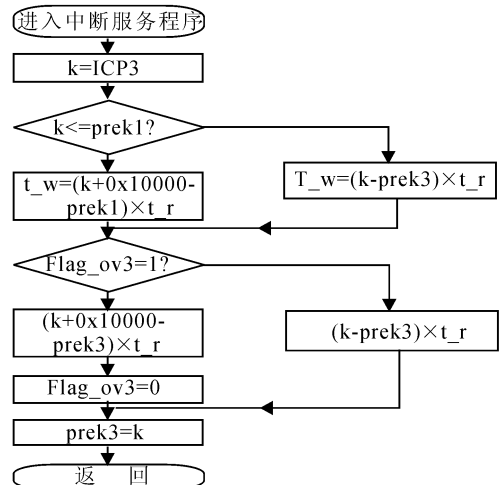 进入中断服务程序
k=ICP3
k<=prek1?
t_w=(k+0x10000-
prek1)×t_r
T_w=(k-prek3)×t_r
Flag_ov3=1?
(k+0x10000-
prek3)×t_r
(k-prek3)×t_r
Flag_ov3=0
prek3=k
返 回